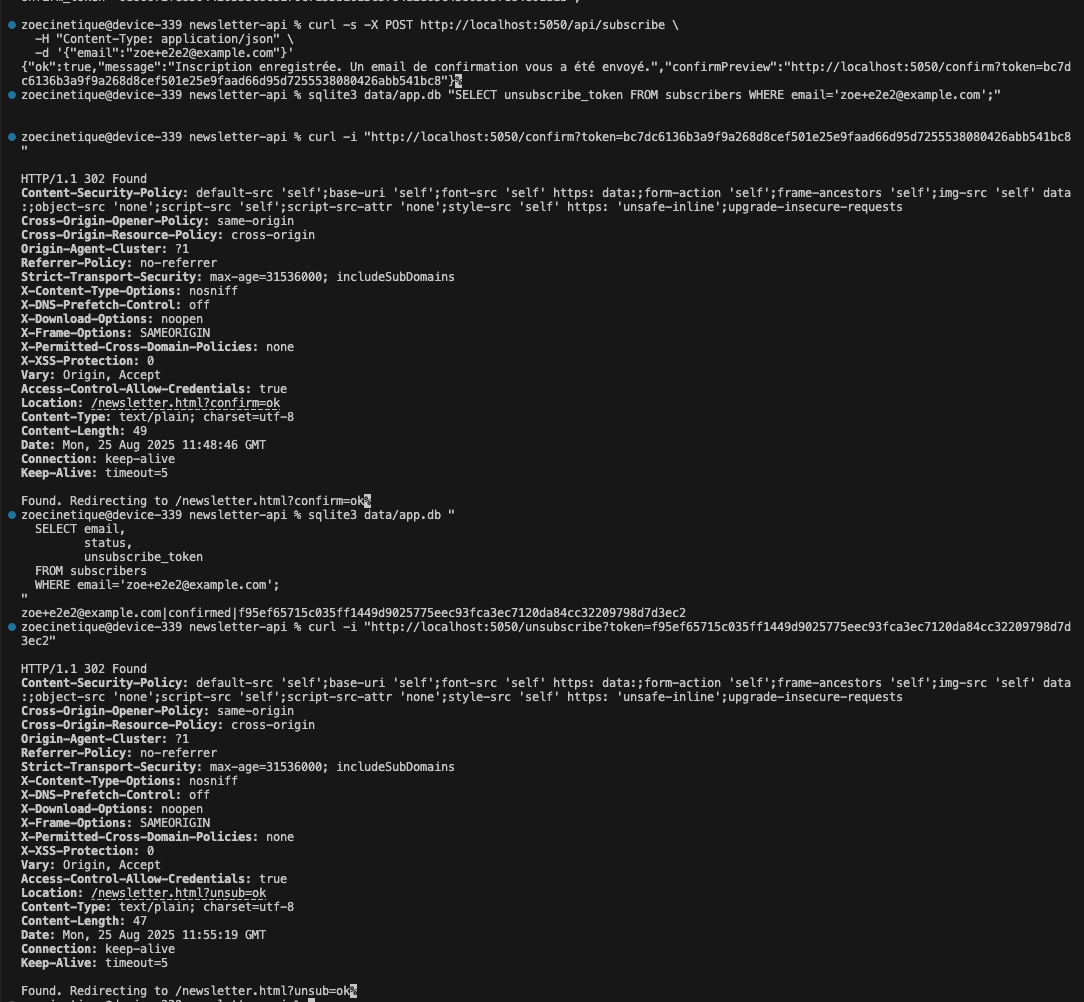 zoecinetique@device-339 newsletter-api % curl -s -X POST http://localhost:5050/api/subscribe \
-H "Content-Type: application/json" \
-d '{"email":"zoe+e2e2@example.com"}'
{"ok":true,"message":"Inscription enregistrée. Un email de confirmation vous a été envoyé.","confirmPreview":"http://localhost:5050/confirm?token=bc7d
c6136b3a9f9a268d8cef501e25e9faad66d95d7255538080426abb541bc8"}%
zoecinetique@device-339 newsletter-api % sqlite3 data/app.db "SELECT unsubscribe_token FROM subscribers WHERE email='zoe+e2e2@example.com';"
zoecinetique@device-339 newsletter-api % curl -i "http://localhost:5050/confirm?token=bc7dc6136b3a9f9a268d8cef501e25e9faad66d95d7255538080426abb541bc8
"
HTTP/1.1 302 Found
Content-Security-Policy: default-src 'self';base-uri 'self';font-src 'self' https: data:;form-action 'self';frame-ancestors 'self';img-src 'self' data
:;object-src 'none';script-src 'self';script-src-attr 'none';style-src 'self' https: 'unsafe-inline';upgrade-insecure-requests
Cross-Origin-Opener-Policy: same-origin
Cross-Origin-Resource-Policy: cross-origin
Origin-Agent-Cluster: ?1
Referrer-Policy: no-referrer
Strict-Transport-Security: max-age=31536000; includeSubDomains
X-Content-Type-Options: nosniff
X-DNS-Prefetch-Control: off
X-Download-Options: noopen
X-Frame-Options: SAMEORIGIN
X-Permitted-Cross-Domain-Policies: none
X-XSS-Protection: 0
Vary: Origin, Accept
Access-Control-Allow-Credentials: true
Location: /newsletter.html?confirm=ok
Content-Type: text/plain; charset=utf-8
Content-Length: 49
Date: Mon, 25 Aug 2025 11:48:46 GMT
Connection: keep-alive
Keep-Alive: timeout=5
Found. Redirecting to /newsletter.html?confirm=ok%
zoecinetique@device-339 newsletter-api % sqlite3 data/app.db "
SELECT email,
status,
unsubscribe_token
FROM subscribers
WHERE email='zoe+e2e2@example.com';
"
zoe+e2e2@example.com|confirmed|f95ef65715c035ff1449d9025775eec93fca3ec7120da84cc32209798d7d3ec2
zoecinetique@device-339 newsletter-api % curl -i "http://localhost:5050/unsubscribe?token=f95ef65715c035ff1449d9025775eec93fca3ec7120da84cc32209798d7d
3ec2"
HTTP/1.1 302 Found
Content-Security-Policy: default-src 'self';base-uri 'self';font-src 'self' https: data:;form-action 'self';frame-ancestors 'self';img-src 'self' data
:;object-src 'none';script-src 'self';script-src-attr 'none';style-src 'self' https: 'unsafe-inline';upgrade-insecure-requests
Cross-Origin-Opener-Policy: same-origin
Cross-Origin-Resource-Policy: cross-origin
Origin-Agent-Cluster: ?1
Referrer-Policy: no-referrer
Strict-Transport-Security: max-age=31536000; includeSubDomains
X-Content-Type-Options: nosniff
X-DNS-Prefetch-Control: off
X-Download-Options: noopen
X-Frame-Options: SAMEORIGIN
X-Permitted-Cross-Domain-Policies: none
X-XSS-Protection: 0
Vary: Origin, Accept
Access-Control-Allow-Credentials: true
Location: /newsletter.html?unsub=ok
Content-Type: text/plain; charset=utf-8
Content-Length: 47
Date: Mon, 25 Aug 2025 11:55:19 GMT
Connection: keep-alive
Keep-Alive: timeout=5
Found. Redirecting to /newsletter.html?unsub=ok%
zoecinetique@device-339 newsletter-api %